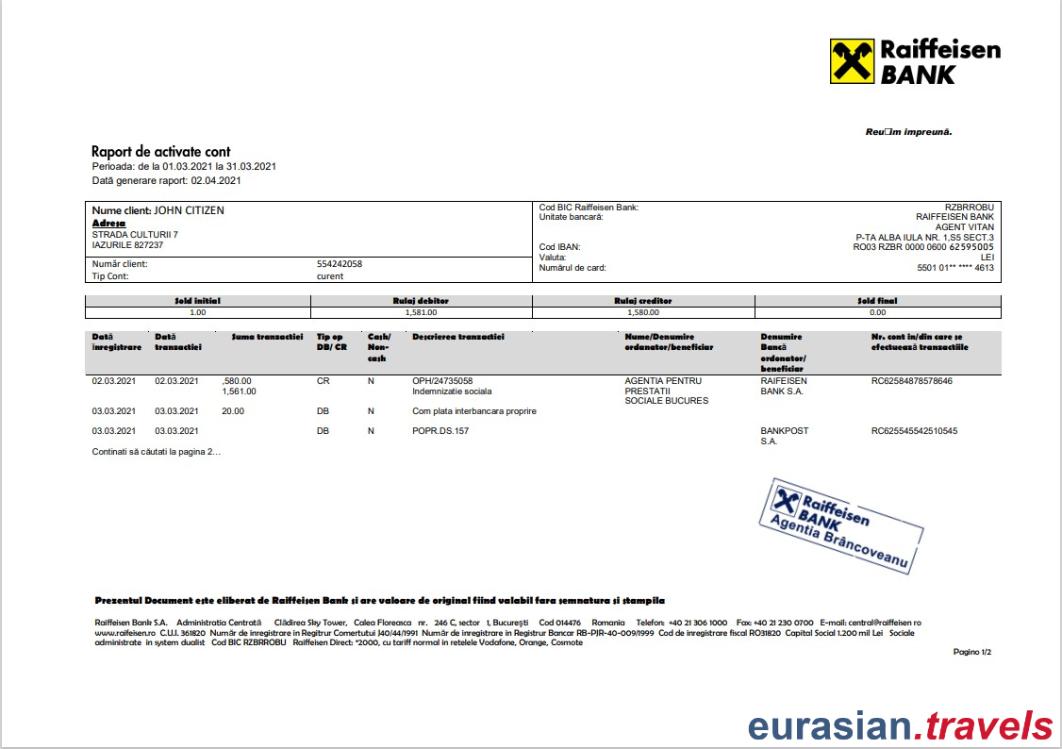 Raiffeisen
BANK
Reu□im impreună.
Raport de activate cont
Perioada: de la 01.03.2021 la 31.03.2021
Dată generare raport: 02.04.2021
Nume client: JOHN CITIZEN
Adresa
STRADA CULTURII 7
IAZURILE 827237
Număr client: 554242058
Tip Cont: curent
Cod BIC Raiffeisen Bank: RZBRROBU
Unitate bancară: RAIFFEISEN BANK
AGENT VITAN
P-TA ALBA IULA NR. 1,S5 SECT.3
Cod IBAN: RO03 RZBR 0000 0600 62595005
Valuta: LEI
Numărul de card: 5501 01** **** 4613
Sold initial Rulaj debitor Rulaj creditor Sold final
1.00 1,581.00 1,580.00 0.00
Dată Dată Suma tranzactiei Tip op Cash/ Descrierea tranzactiei Nume/Denumire Denumire Nr. cont in/din care se
inregistrare tranzactiei DB/ CR Non- ordanator/beneficiar Bancă efectuează tranzactiile
cash ordonator/
beneficiar
02.03.2021 02.03.2021 ,580.00 CR N OPH/24735058 AGENTIA PENTRU RAIFEISEN RC62584878578646
1,561.00 Indemnizatie sociala PRESTATII BANK S.A.
SOCIALE BUCURES
03.03.2021 03.03.2021 20.00 DB N Com plata interbancara proprire
03.03.2021 03.03.2021 DB N POPR.DS.157 BANKPOST RC625545542510545
S.A.
Continati să căutati la pagina 2...
Raiffeisen
BANK
Agentia Brâncoveanu
Prezentul Document este eliberat de Raiffeisen Bank si are valoare de original fiind valabil fara semnatura si stampila
Raiffeisen Bank S.A. Administratia Centrată Clădirea Sky Tower, Calea Floreasca nr. 246 C, sector 1, Bucureşti Cod 014476 Romania Telefon: +40 21 306 1000 Fax: +40 21 230 0700 E-mail: central@raiffeisen ro
www.raifeisen.ro C.U.I. 361820 Număr de inregistrare in Regitrur Comertutui J40/44/1991 Număr de inregistrare in Registrur Bancar RB-PJR-40-009/1999 Cod de inregistrare fiscal RO31820 Capital Social 1.200 mil Lei Sociale
administrate in system dualist Cod BIC RZBRROBU Raiffeisen Direct: *2000, cu tariff normal in retelele Vodafone, Orange, Cosmote
Pagino 1/2
eurasian.travels